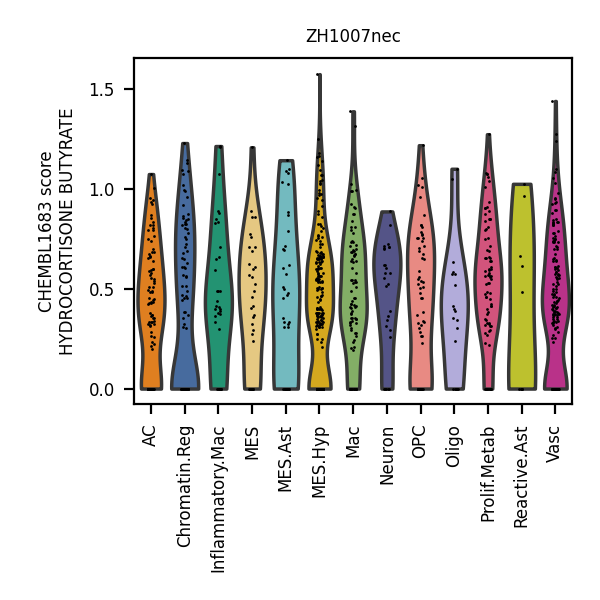 ZH1007nec
CHEMBL1683 score
HYDROCORTISONE BUTYRATE
1.5
1.0
0.5
0.0
AC
Chromatin.Reg
Inflammatory.Mac
MES
MES.Ast
MES.Hyp
Mac
Neuron
OPC
Oligo
Prolif.Metab
Reactive.Ast
Vasc